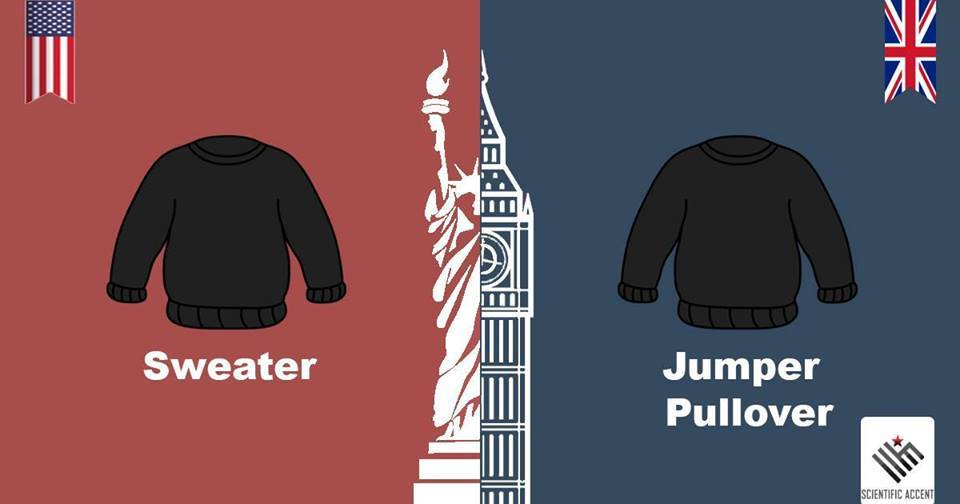 Sweater
Jumper
Pullover
SCIENTIFIC ACCENT